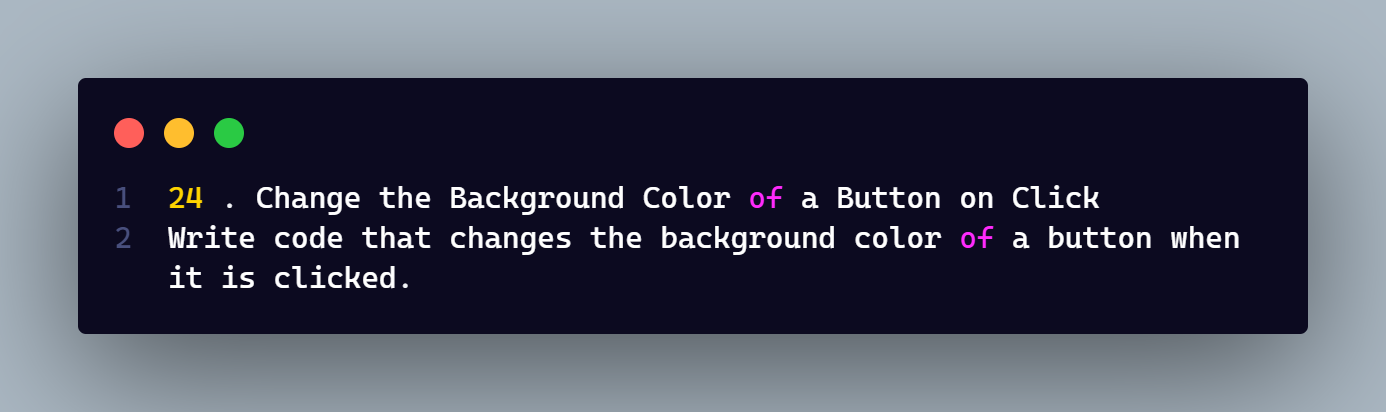 1 24 . Change the Background Color of a Button on Click
2 Write code that changes the background color of a button when
it is clicked.